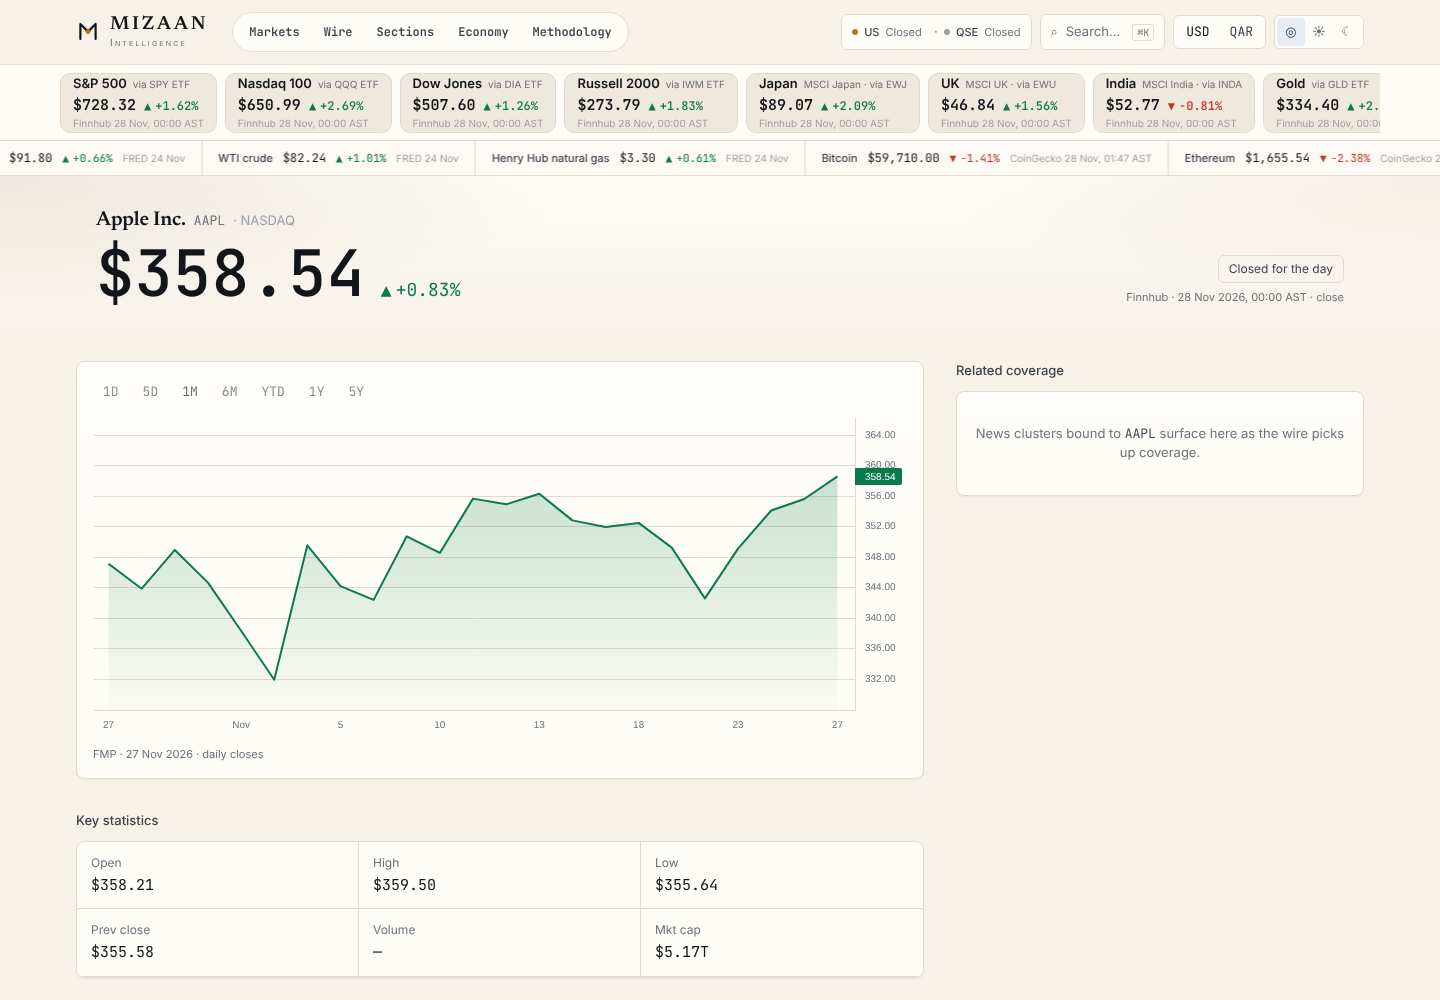 MIZAAN
INTELLIGENCE
Markets Wire Sections Economy Methodology
US Closed · QSE Closed
Search... ⌘K
USD QAR
S&P 500 via SPY ETF
$728.32 ▲ +1.62%
Finnhub 28 Nov, 00:00 AST
Nasdaq 100 via QQQ ETF
$650.99 ▲ +2.69%
Finnhub 28 Nov, 00:00 AST
Dow Jones via DIA ETF
$507.60 ▲ +1.26%
Finnhub 28 Nov, 00:00 AST
Russell 2000 via IWM ETF
$273.79 ▲ +1.83%
Finnhub 28 Nov, 00:00 AST
Japan MSCI Japan · via EWJ
$89.07 ▲ +2.09%
Finnhub 28 Nov, 00:00 AST
UK MSCI UK · via EWU
$46.84 ▲ +1.56%
Finnhub 28 Nov, 00:00 AST
India MSCI India · via INDA
$52.77 ▼ -0.81%
Finnhub 28 Nov, 00:00 AST
Gold via GLD ETF
$334.40 ▲ +2.
Finnhub 28 Nov, 00:0
$91.80 ▲ +0.66% FRED 24 Nov
WTI crude $82.24 ▲ +1.01% FRED 24 Nov
Henry Hub natural gas $3.30 ▲ +0.61% FRED 24 Nov
Bitcoin $59,710.00 ▼ -1.41% CoinGecko 28 Nov, 01:47 AST
Ethereum $1,655.54 ▼ -2.38% CoinGecko 2
Apple Inc. AAPL · NASDAQ
$358.54 ▲ +0.83%
Closed for the day
Finnhub · 28 Nov 2026, 00:00 AST · close
1D 5D 1M 6M YTD 1Y 5Y
364.00
360.00
358.54
356.00
352.00
348.00
344.00
340.00
336.00
332.00
27 Nov 5 10 13 18 23 27
FMP · 27 Nov 2026 · daily closes
Related coverage
News clusters bound to AAPL surface here as the wire picks
up coverage.
Key statistics
Open
$358.21
High
$359.50
Low
$355.64
Prev close
$355.58
Volume
—
Mkt cap
$5.17T